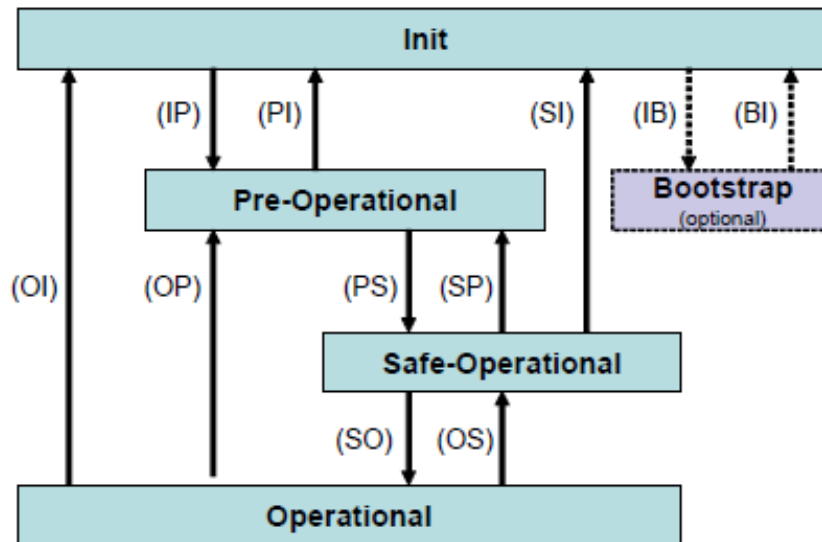 Init
(IP) (PI) (SI) (IB) (BI)
Pre-Operational
Bootstrap
(optional)
(OI) (OP) (PS) (SP)
Safe-Operational
(SO) (OS)
Operational